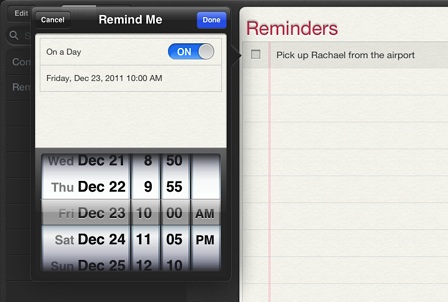 Edit
Cancel
Remind Me
Done
Reminders
On a Day
ON
Pick up Rachael from the airport
Friday, Dec 23, 2011 10:00 AM
Wed Dec 21 8 50
Thu Dec 22 9 55
Fri Dec 23 10 00 AM
Sat Dec 24 11 05 PM
Sun Dec 25 12 10